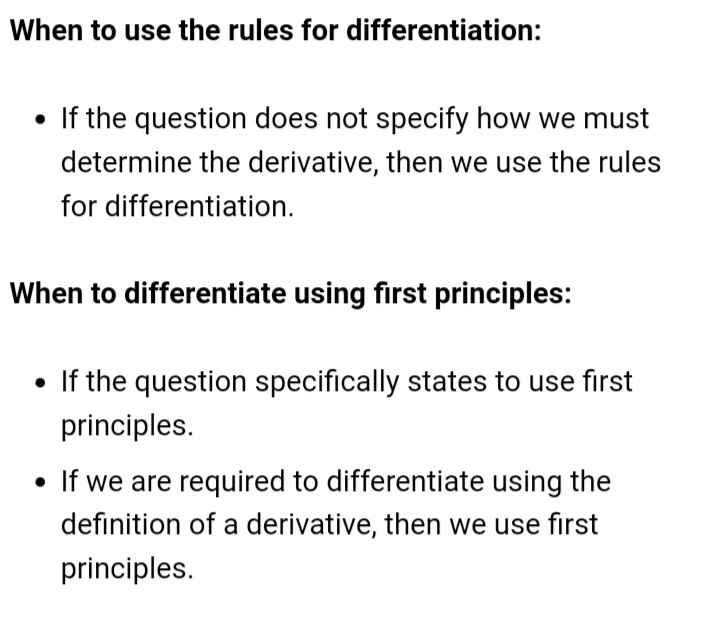 When to use the rules for differentiation:
• If the question does not specify how we must
determine the derivative, then we use the rules
for differentiation.
When to differentiate using first principles:
• If the question specifically states to use first
principles.
• If we are required to differentiate using the
definition of a derivative, then we use first
principles.